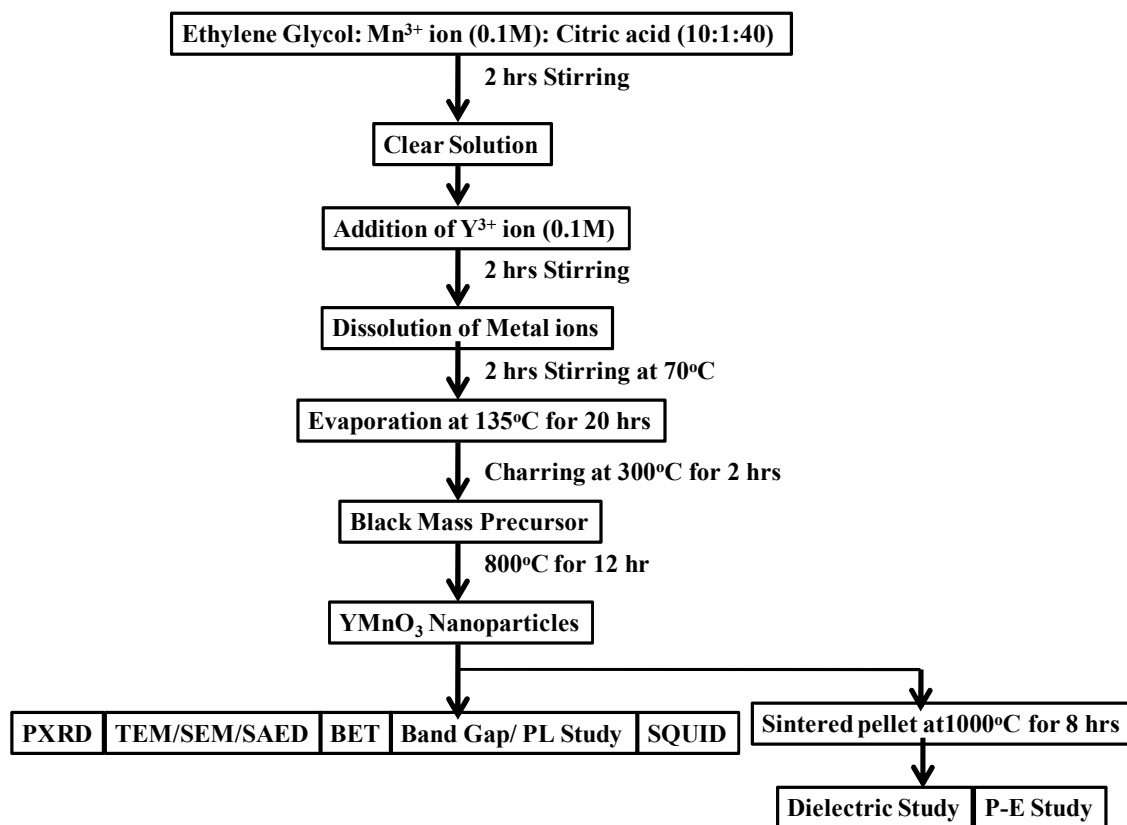 Ethylene Glycol: Mn³⁺ ion (0.1M): Citric acid (10:1:40)
2 hrs Stirring
Clear Solution
Addition of Y³⁺ ion (0.1M)
2 hrs Stirring
Dissolution of Metal ions
2 hrs Stirring at 70°C
Evaporation at 135°C for 20 hrs
Charring at 300°C for 2 hrs
Black Mass Precursor
800°C for 12 hr
YMnO₃ Nanoparticles
PXRD TEM/SEM/SAED BET Band Gap/ PL Study SQUID
Sintered pellet at1000°C for 8 hrs
Dielectric Study P-E Study